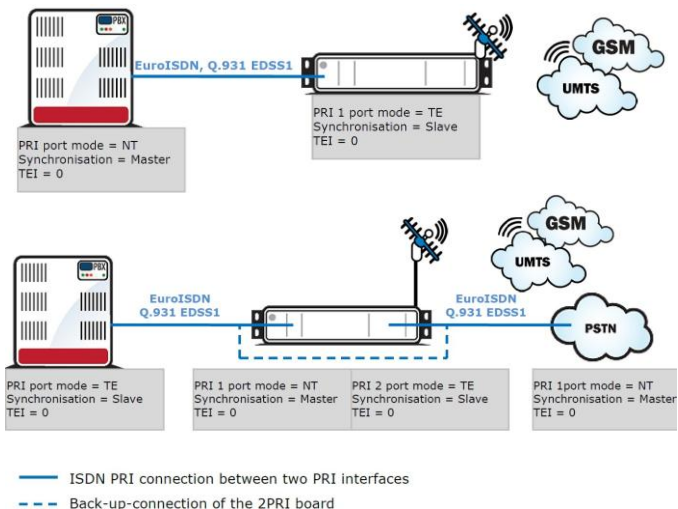 PBX
EuroISDN, Q.931 EDSS1
GSM
UMTS
PRI port mode = NT
Synchronisation = Master
TEI = 0
PRI 1 port mode = TE
Synchronisation = Slave
TEI = 0
GSM
UMTS
PBX
EuroISDN
Q.931 EDSS1
EuroISDN
Q.931 EDSS1
PSTN
PRI port mode = TE
Synchronisation = Slave
TEI = 0
PRI 1 port mode = NT
Synchronisation = Master
TEI = 0
PRI 2 port mode = TE
Synchronisation = Slave
TEI = 0
PRI 1port mode = NT
Synchronisation = Master
TEI = 0
ISDN PRI connection between two PRI interfaces
Back-up-connection of the 2PRI board